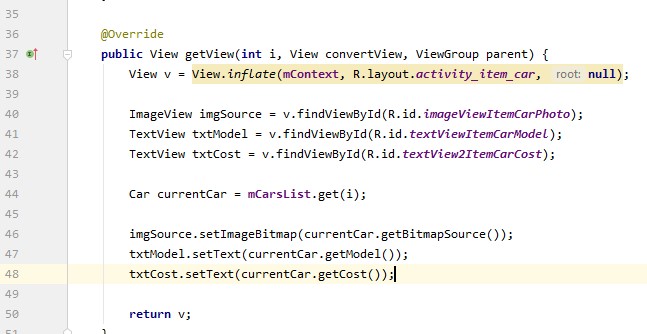 35
36 @Override
37 public View getView(int i, View convertView, ViewGroup parent) {
38 View v = View.inflate(mContext, R.layout.activity_item_car, root: null);
39
40 ImageView imgSource = v.findViewById(R.id.imageViewItemCarPhoto);
41 TextView txtModel = v.findViewById(R.id.textViewItemCarModel);
42 TextView txtCost = v.findViewById(R.id.textView2ItemCarCost);
43
44 Car currentCar = mCarsList.get(i);
45
46 imgSource.setImageBitmap(currentCar.getBitmapSource());
47 txtModel.setText(currentCar.getModel());
48 txtCost.setText(currentCar.getCost());
49
50 return v;
51 }